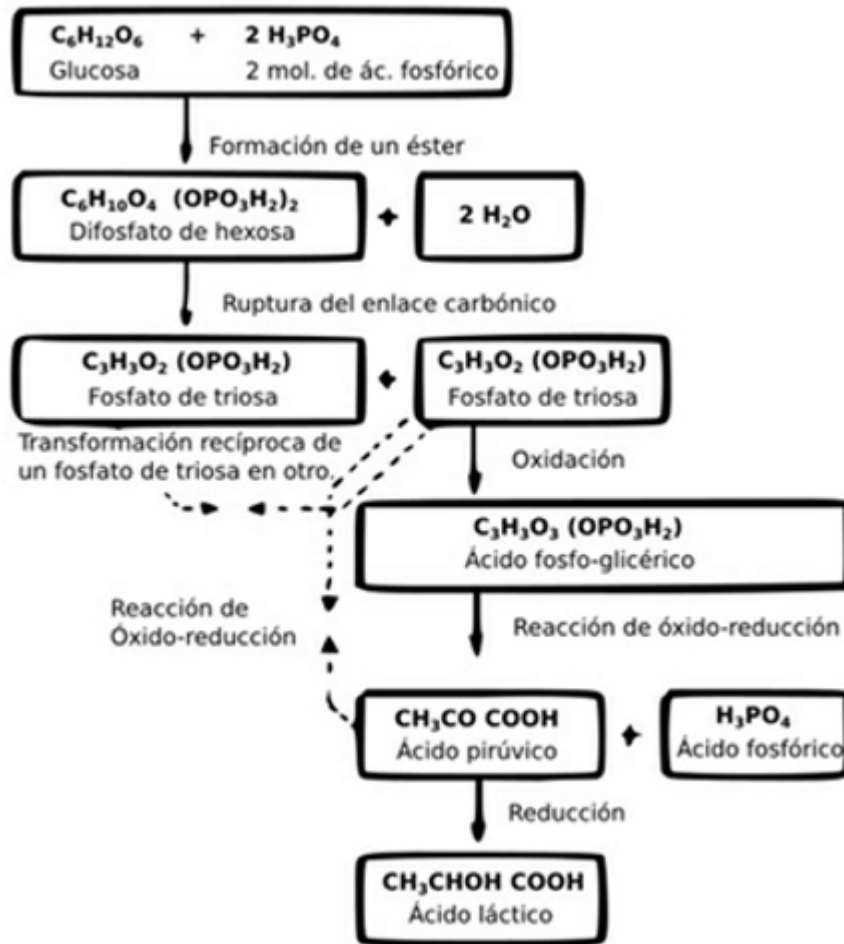 C₆H₁₂O₆ + 2 H₃PO₄
Glucosa 2 mol. de ác. fosfórico
Formación de un éster
C₆H₁₀O₄ (OPO₃H₂)₂
Difosfato de hexosa
+
2 H₂O
Ruptura del enlace carbónico
C₃H₃O₂ (OPO₃H₂)
Fosfato de triosa
+
C₃H₃O₂ (OPO₃H₂)
Fosfato de triosa
Transformación recíproca de
un fosfato de triosa en otro.
Oxidación
C₃H₃O₃ (OPO₃H₂)
Ácido fosfo-glicérico
Reacción de
Óxido-reducción
Reacción de óxido-reducción
CH₃CO COOH
Ácido pirúvico
+
H₃PO₄
Ácido fosfórico
Reducción
CH₃CHOH COOH
Ácido láctico